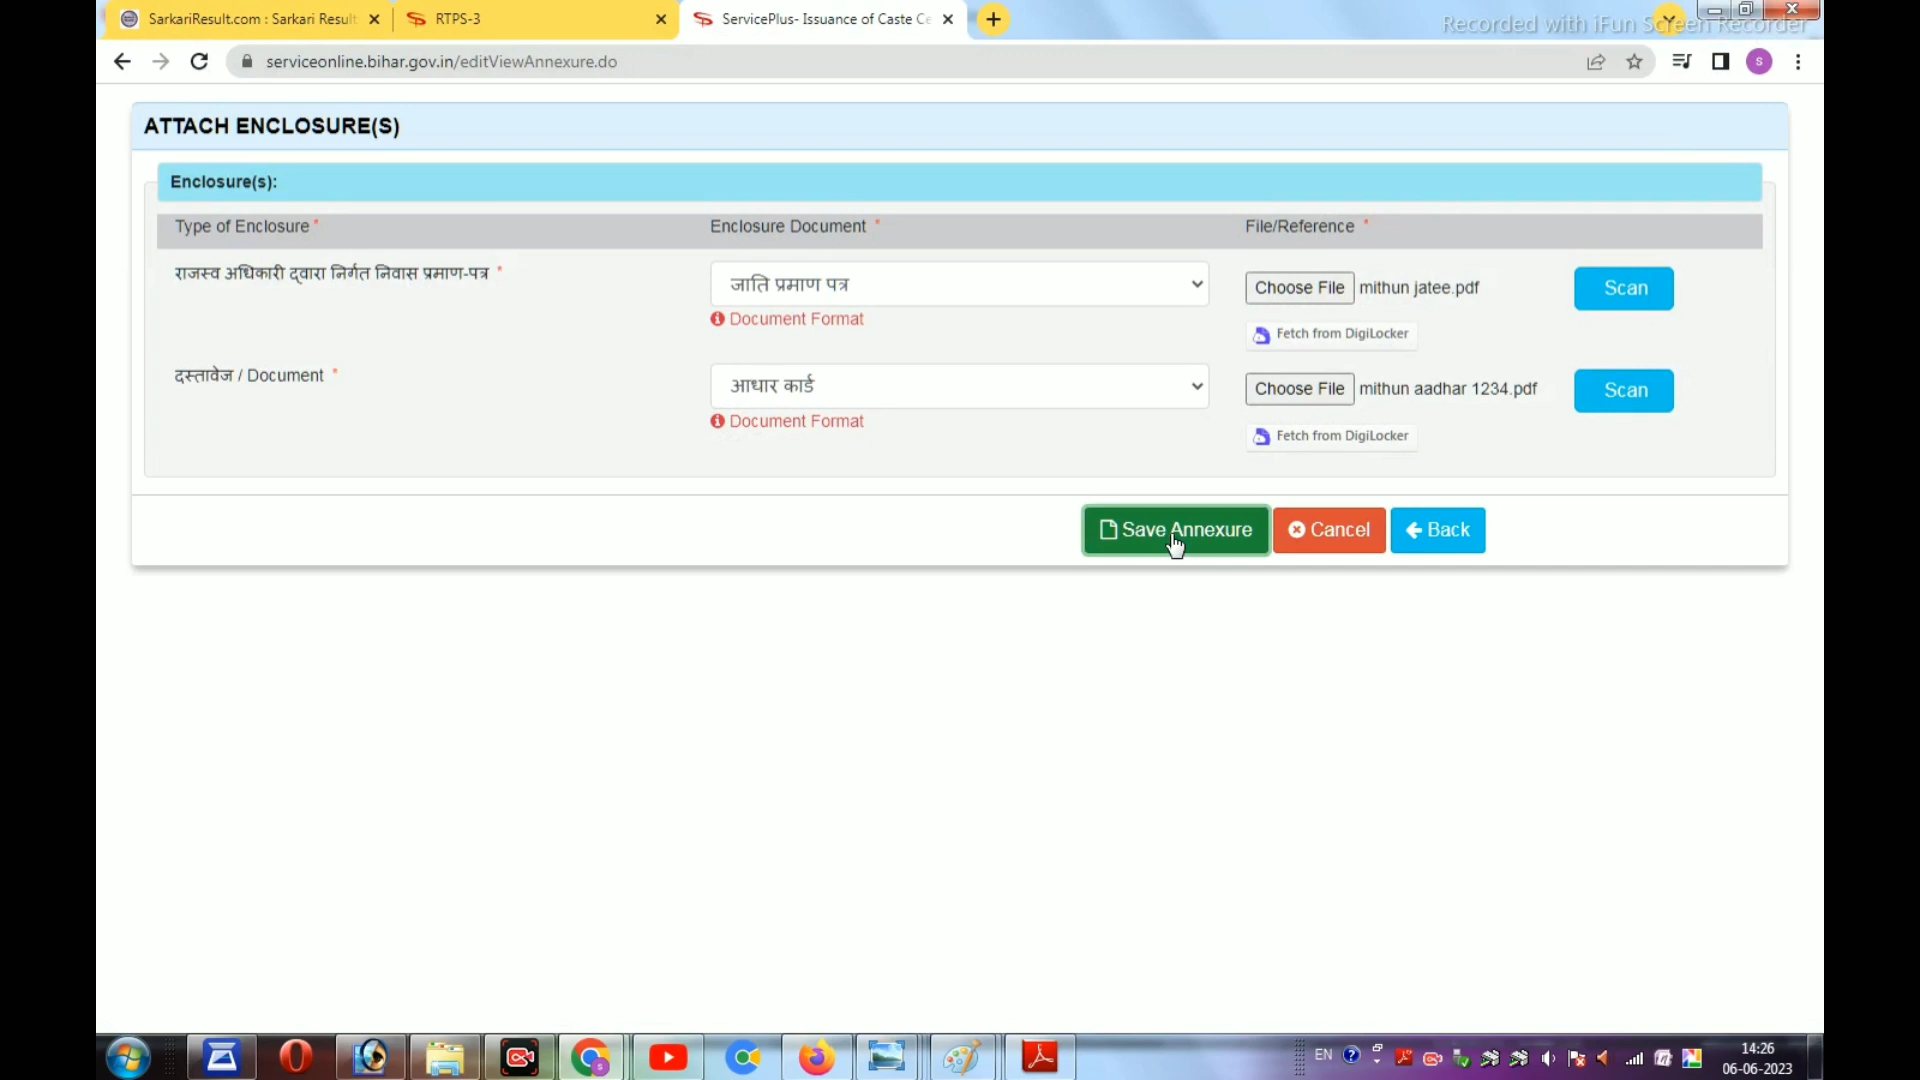 SarkariResult.com : Sarkari Result
RTPS-3
ServicePlus- Issuance of Caste Ce
Recorded with iFun Screen Recorder
serviceonline.bihar.gov.in/editViewAnnexure.do
S
ATTACH ENCLOSURE(S)
Enclosure(s):
Type of Enclosure * Enclosure Document * File/Reference *
राजस्व अधिकारी द्वारा निर्गत निवास प्रमाण-पत्र * जाति प्रमाण पत्र Choose File mithun jatee.pdf Scan
Document Format
Fetch from DigiLocker
दस्तावेज / Document * आधार कार्ड Choose File mithun aadhar 1234.pdf Scan
Document Format
Fetch from DigiLocker
Save Annexure Cancel Back
EN
14:26
06-06-2023